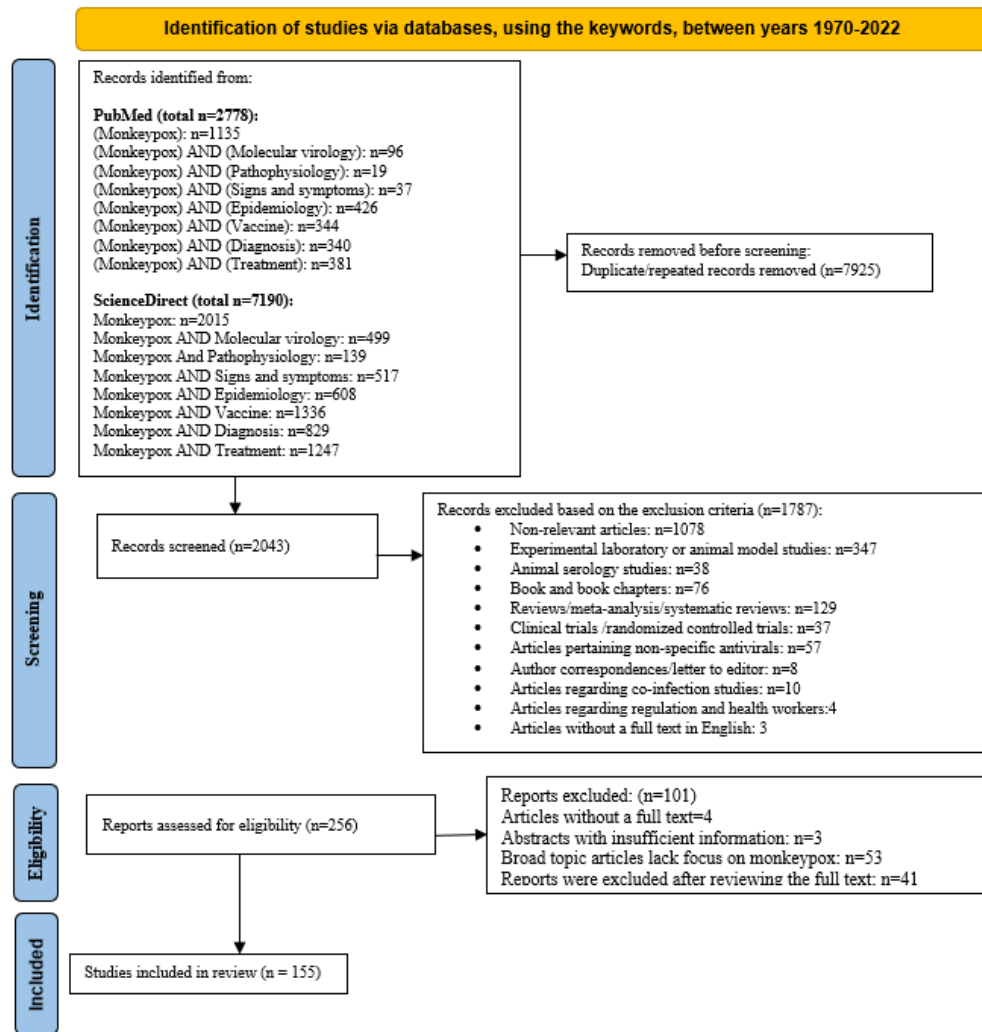 Identification of studies via databases, using the keywords, between years 1970-2022
Identification
Records identified from:
PubMed (total n=2778):
(Monkeypox): n=1135
(Monkeypox) AND (Molecular virology): n=96
(Monkeypox) AND (Pathophysiology): n=19
(Monkeypox) AND (Signs and symptoms): n=37
(Monkeypox) AND (Epidemiology): n=426
(Monkeypox) AND (Vaccine): n=344
(Monkeypox) AND (Diagnosis): n=340
(Monkeypox) AND (Treatment): n=381
ScienceDirect (total n=7190):
Monkeypox: n=2015
Monkeypox AND Molecular virology: n=499
Monkeypox And Pathophysiology: n=139
Monkeypox AND Signs and symptoms: n=517
Monkeypox AND Epidemiology: n=608
Monkeypox AND Vaccine: n=1336
Monkeypox AND Diagnosis: n=829
Monkeypox AND Treatment: n=1247
Records removed before screening:
Duplicate/repeated records removed (n=7925)
Screening
Records screened (n=2043)
Records excluded based on the exclusion criteria (n=1787):
• Non-relevant articles: n=1078
• Experimental laboratory or animal model studies: n=347
• Animal serology studies: n=38
• Book and book chapters: n=76
• Reviews/meta-analysis/systematic reviews: n=129
• Clinical trials /randomized controlled trials: n=37
• Articles pertaining non-specific antivirals: n=57
• Author correspondences/letter to editor: n=8
• Articles regarding co-infection studies: n=10
• Articles regarding regulation and health workers:4
• Articles without a full text in English: 3
Eligibility
Reports assessed for eligibility (n=256)
Reports excluded: (n=101)
Articles without a full text=4
Abstracts with insufficient information: n=3
Broad topic articles lack focus on monkeypox: n=53
Reports were excluded after reviewing the full text: n=41
Included
Studies included in review (n = 155)